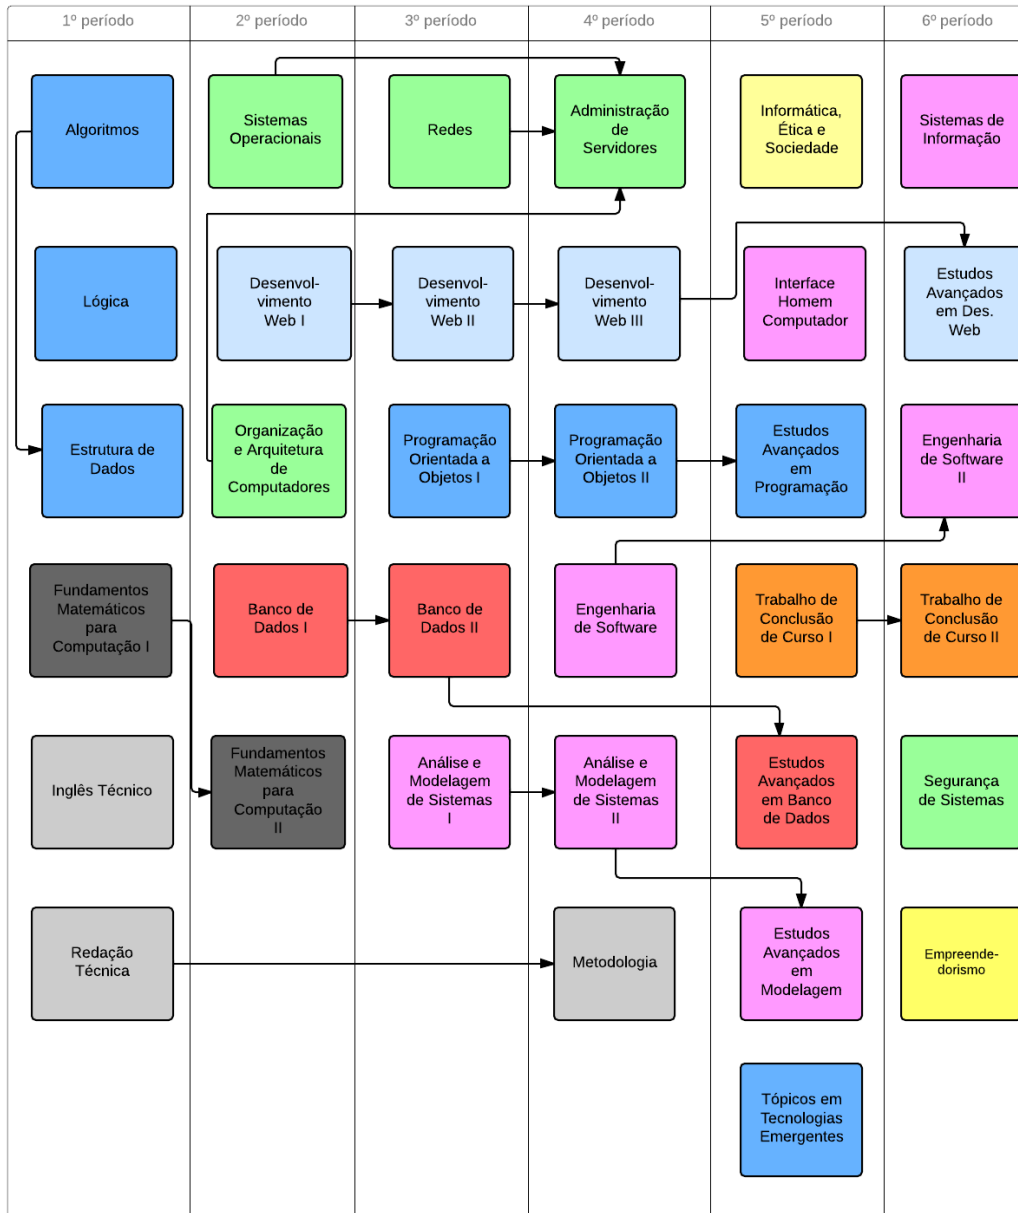 1º período
2º período
3º período
4º período
5º período
6º período
Algoritmos
Sistemas
Operacionais
Redes
Administração
de
Servidores
Informática,
Ética e
Sociedade
Sistemas de
Informação
Lógica
Desenvol-
vimento
Web I
Desenvol-
vimento
Web II
Desenvol-
vimento
Web III
Interface
Homem
Computador
Estudos
Avançados
em Des.
Web
Estrutura de
Dados
Organização
e Arquitetura
de
Computadores
Programação
Orientada a
Objetos I
Programação
Orientada a
Objetos II
Estudos
Avançados
em
Programação
Engenharia
de Software
II
Fundamentos
Matemáticos
para
Computação I
Banco de
Dados I
Banco de
Dados II
Engenharia
de Software
Trabalho de
Conclusão
de Curso I
Trabalho de
Conclusão
de Curso II
Inglês Técnico
Fundamentos
Matemáticos
para
Computação
II
Análise e
Modelagem
de Sistemas
I
Análise e
Modelagem
de Sistemas
II
Estudos
Avançados
em Banco
de Dados
Segurança
de Sistemas
Redação
Técnica
Metodologia
Estudos
Avançados
em
Modelagem
Empreende-
dorismo
Tópicos em
Tecnologias
Emergentes